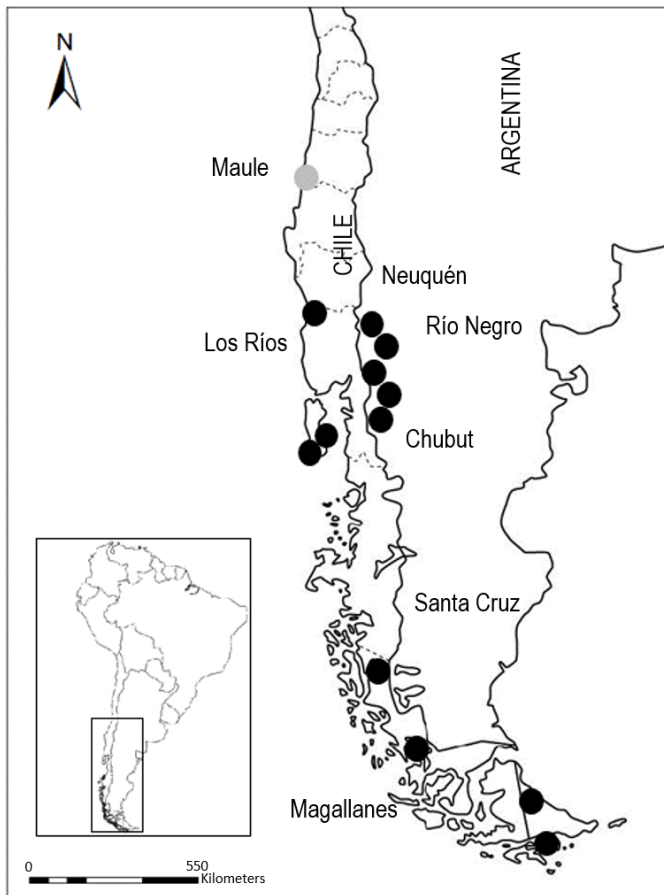 N
ARGENTINA
Maule
CHILE
Neuquén
Río Negro
Los Ríos
Chubut
Santa Cruz
Magallanes
0 550
Kilometers